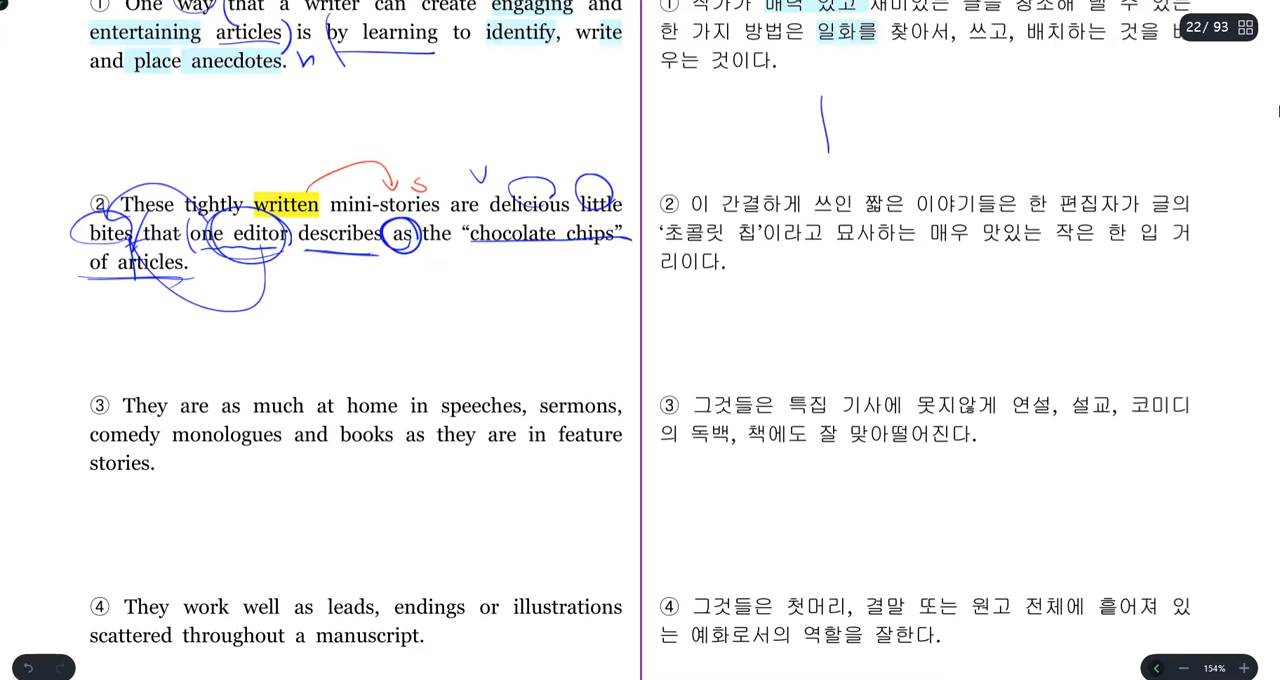 ① One way that a writer can create engaging and
entertaining articles is by learning to identify, write
and place anecdotes.
n
22/ 93
한 가지 방법은 일화를 찾아서, 쓰고, 배치하는 것을
우는 것이다.
S
V
② These tightly written mini-stories are delicious little
bites that one editor describes as the “chocolate chips”
of articles.
② 이 간결하게 쓰인 짧은 이야기들은 한 편집자가 글의
‘초콜릿 칩’이라고 묘사하는 매우 맛있는 작은 한 입 거
리이다.
③ They are as much at home in speeches, sermons,
comedy monologues and books as they are in feature
stories.
③ 그것들은 특집 기사에 못지않게 연설, 설교, 코미디
의 독백, 책에도 잘 맞아떨어진다.
④ They work well as leads, endings or illustrations
scattered throughout a manuscript.
④ 그것들은 첫머리, 결말 또는 원고 전체에 흩어져 있
는 예화로서의 역할을 잘한다.
154%